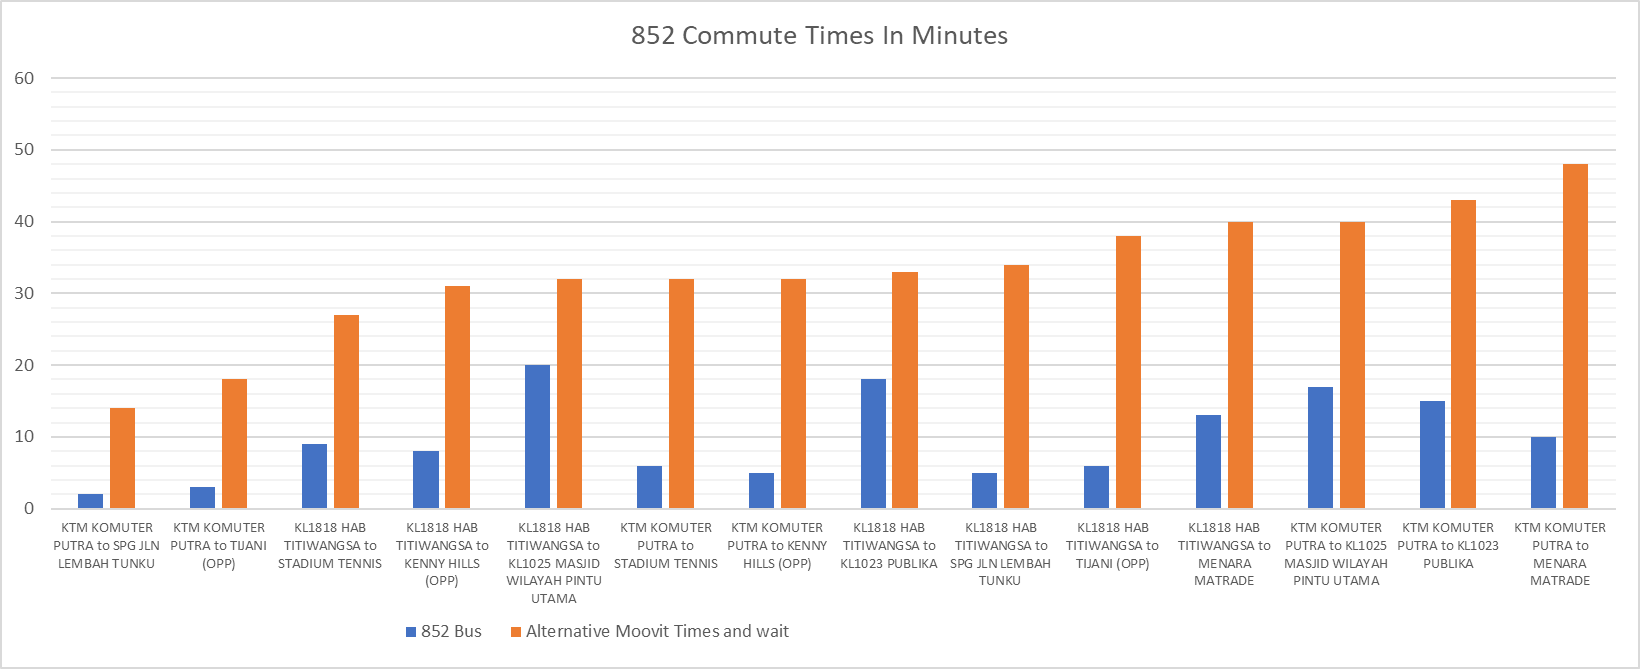 852 Commute Times In Minutes
60
50
40
30
20
10
0
KTM KOMUTER
PUTRA to SPG JLN
LEMBAH TUNKU
KTM KOMUTER
PUTRA to TIJANI
(OPP)
KL1818 HAB
TITIWANGSA to
STADIUM TENNIS
KL1818 HAB
TITIWANGSA to
KENNY HILLS
(OPP)
KL1818 HAB
TITIWANGSA to
KL1025 MASJID
WILAYAH PINTU
UTAMA
KTM KOMUTER
PUTRA to
STADIUM TENNIS
KTM KOMUTER
PUTRA to KENNY
HILLS (OPP)
KL1818 HAB
TITIWANGSA to
KL1023 PUBLIKA
KL1818 HAB
TITIWANGSA to
SPG JLN LEMBAH
TUNKU
KL1818 HAB
TITIWANGSA to
TIJANI (OPP)
KL1818 HAB
TITIWANGSA to
MENARA
MATRADE
KTM KOMUTER
PUTRA to KL1025
MASJID WILAYAH
PINTU UTAMA
KTM KOMUTER
PUTRA to KL1023
PUBLIKA
KTM KOMUTER
PUTRA to
MENARA
MATRADE
852 Bus
Alternative Moovit Times and wait